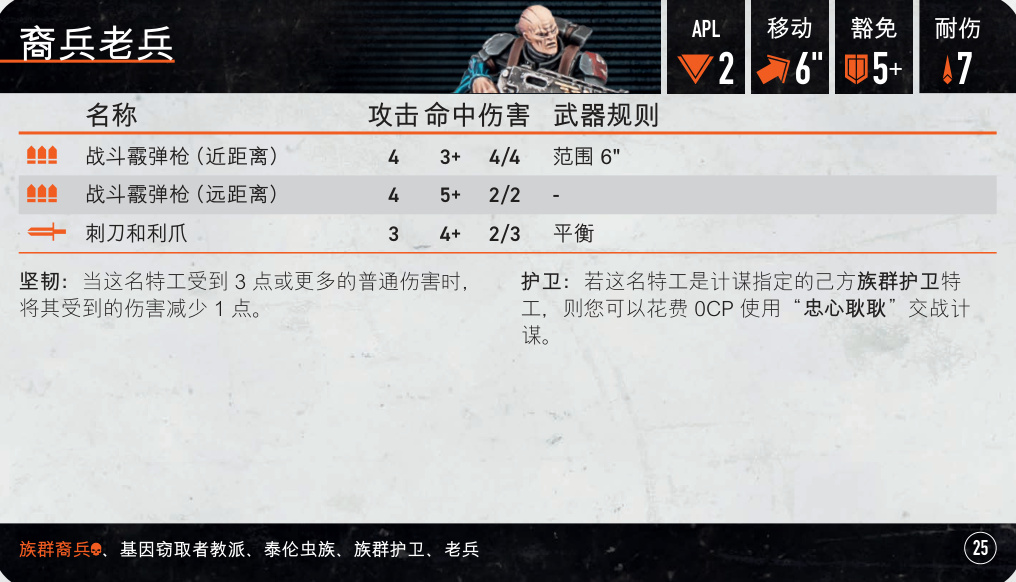 裔兵老兵
APL 移动 豁免 耐伤
2 6" 5+ 7
名称 攻击 命中 伤害 武器规则
战斗霰弹枪（近距离） 4 3+ 4/4 范围 6"
战斗霰弹枪（远距离） 4 5+ 2/2 -
刺刀和利爪 3 4+ 2/3 平衡
坚韧：当这名特工受到 3 点或更多的普通伤害时，
将其受到的伤害减少 1 点。
护卫：若这名特工是计谋指定的己方族群护卫特
工，则您可以花费 0CP 使用“忠心耿耿”交战计
谋。
族群裔兵、基因窃取者教派、泰伦虫族、族群护卫、老兵
25